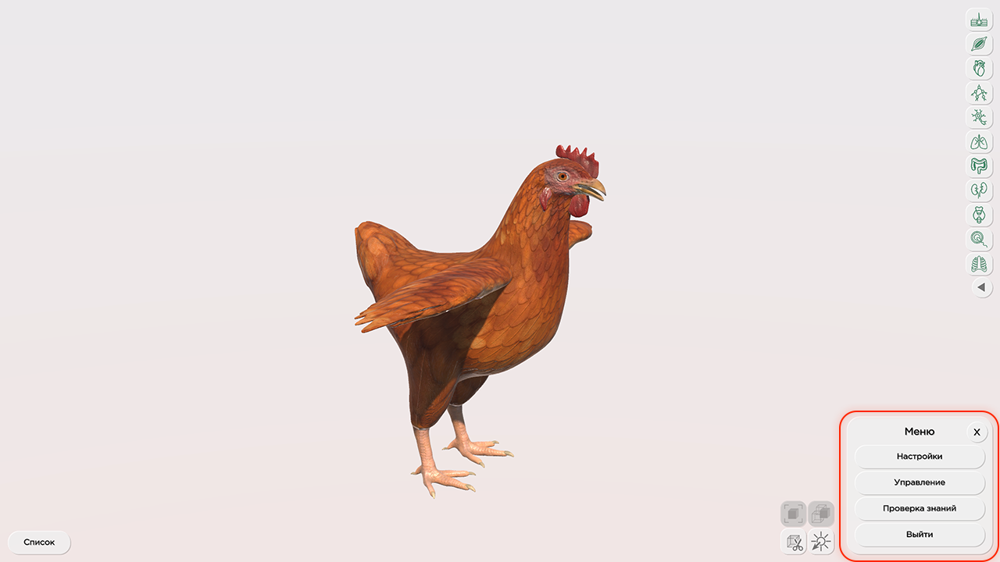 Меню
X
Настройки
Управление
Проверка знаний
Выйти
Список